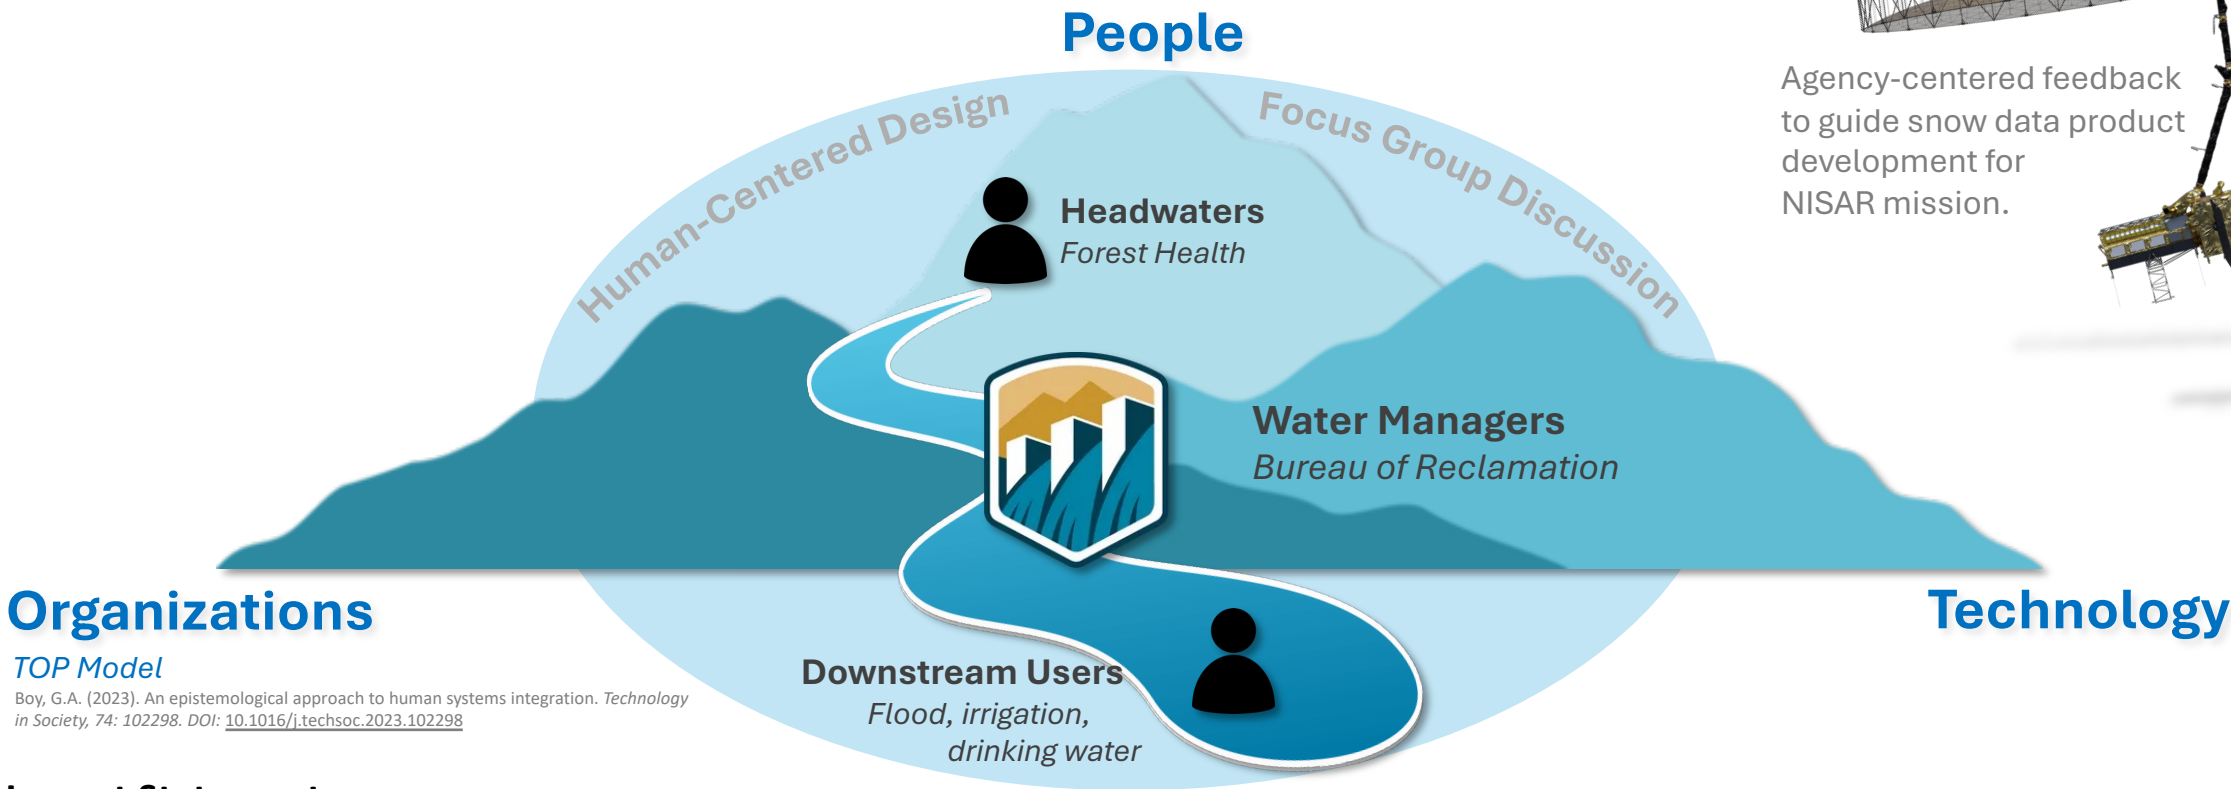 People
Human-Centered Design
Focus Group Discussion
Agency-centered feedback
to guide snow data product
development for
NISAR mission.
Headwaters
Forest Health
Water Managers
Bureau of Reclamation
Organizations
Technology
TOP Model
Boy, G.A. (2023). An epistemological approach to human systems integration. Technology
in Society, 74: 102298. DOI: 10.1016/j.techsoc.2023.102298
Downstream Users
Flood, irrigation,
drinking water